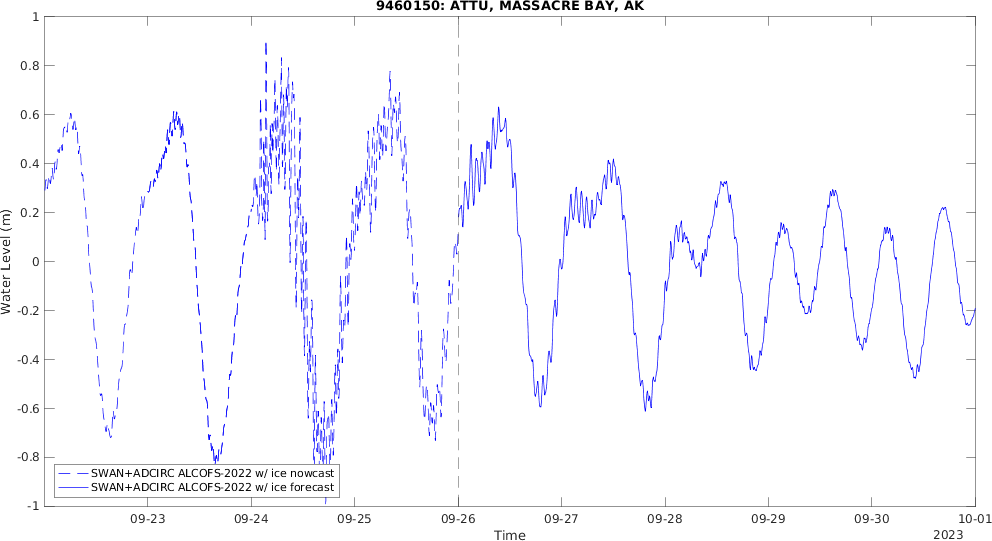 9460150: ATTU, MASSACRE BAY, AK
1
0.8
0.6
0.4
0.2
0
-0.2
-0.4
-0.6
-0.8
-1
Water Level (m)
SWAN+ADCIRC ALCOFS-2022 w/ ice nowcast
SWAN+ADCIRC ALCOFS-2022 w/ ice forecast
09-23 09-24 09-25 09-26 09-27 09-28 09-29 09-30 10-01
Time
2023